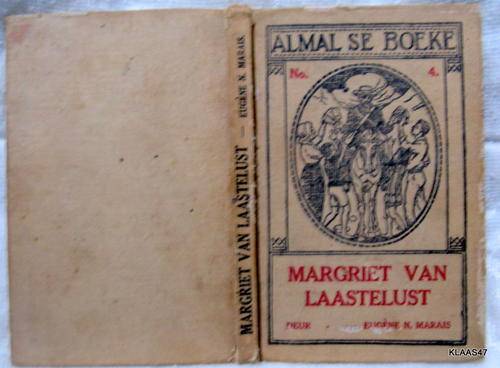 MARGRIET VAN LAASTELUST — EUGÈNE N. MARAIS.
ALMAL SE BOEKE
No. 4.
MARGRIET VAN
LAASTELUST
DEUR EUGÈNE N. MARAIS
KLAAS47